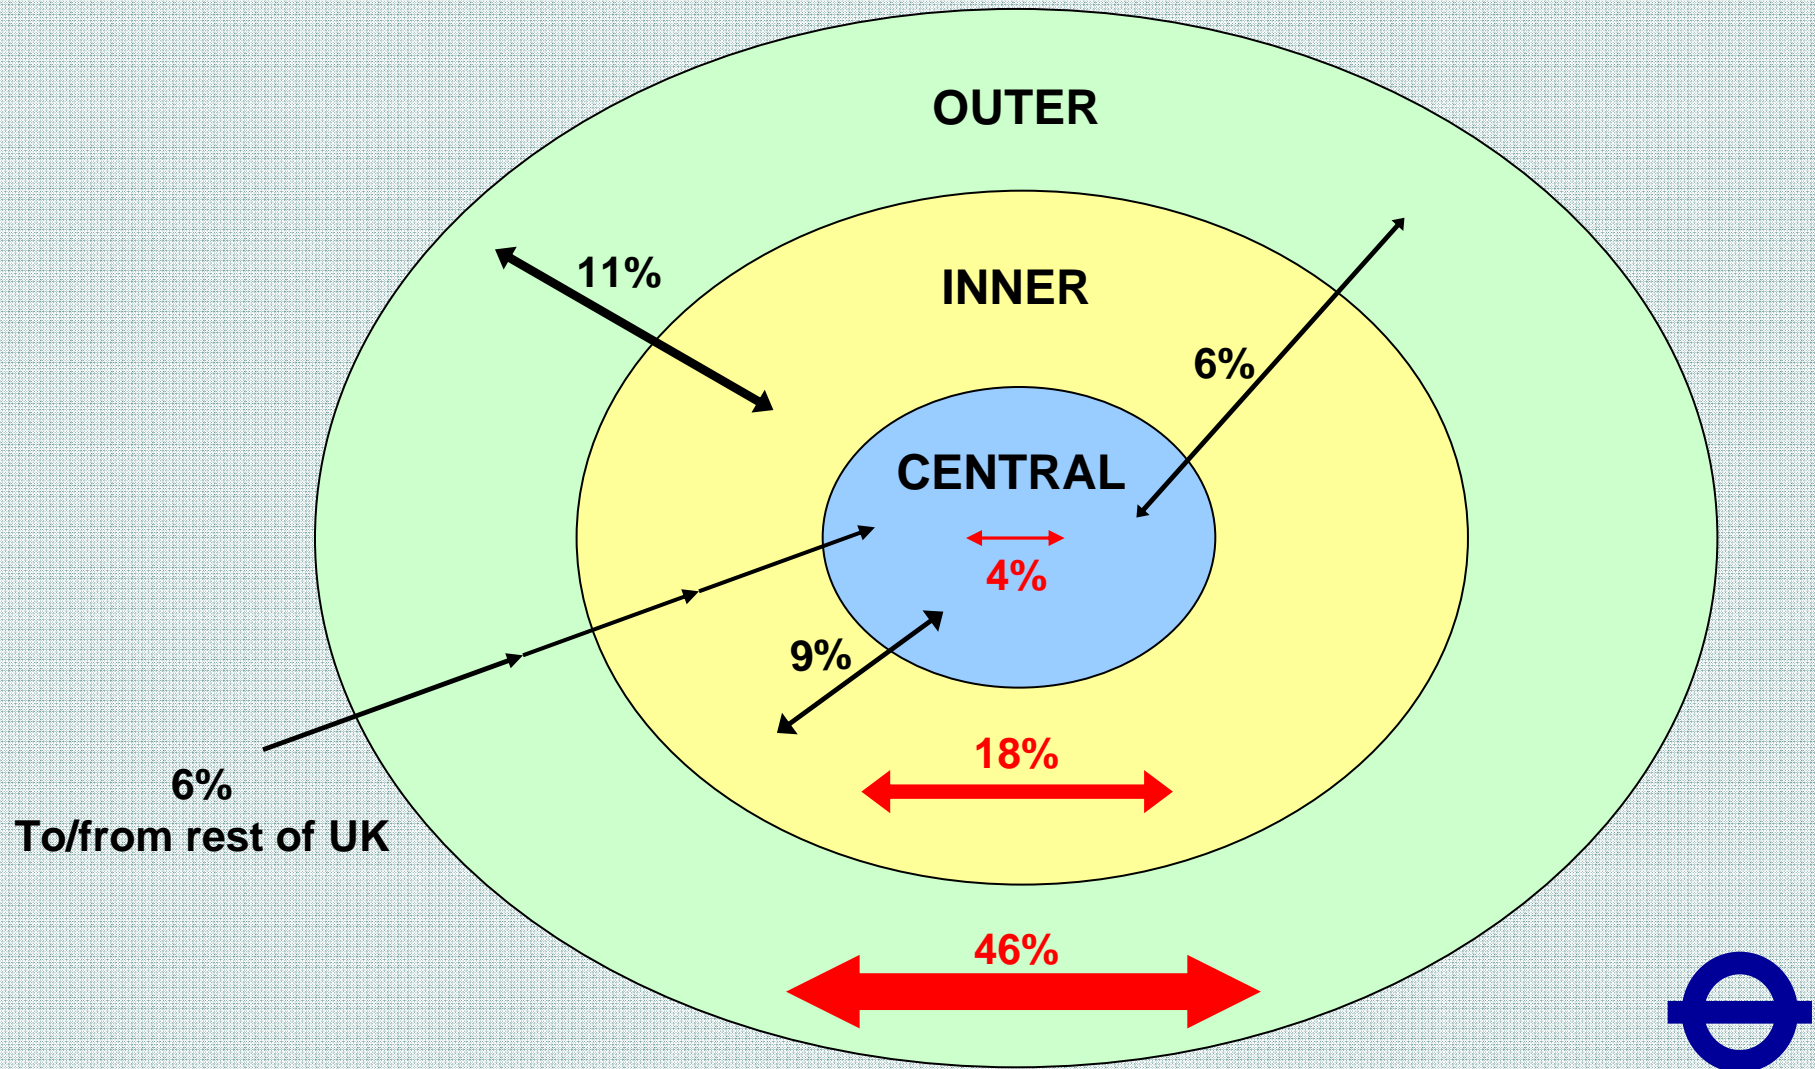 OUTER
11%
INNER
6%
CENTRAL
4%
9%
18%
6%
To/from rest of UK
46%